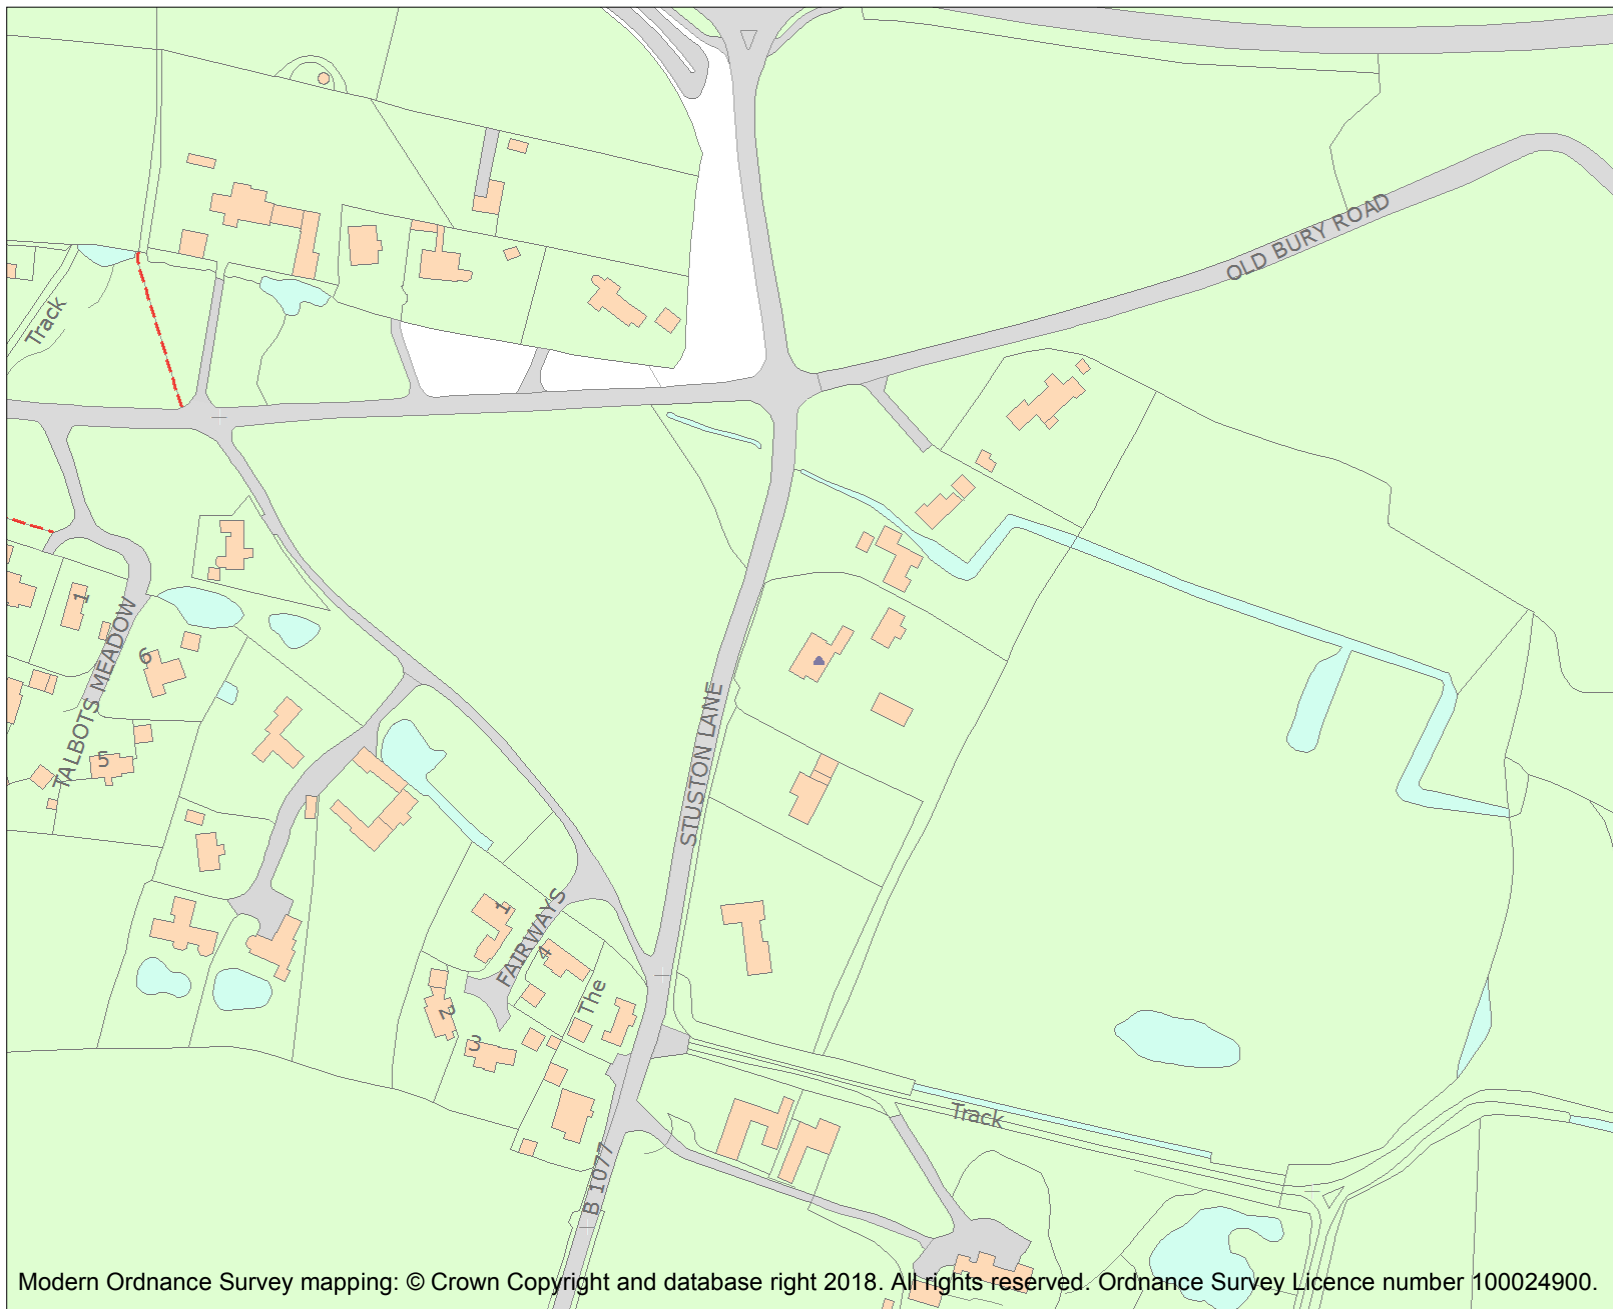 OLD BURY ROAD
Track
1
TALBOTS MEADOW
6
5
STUSTON LANE
1
FAIRWAYS
4
The
2
3
Track
B 1077
Modern Ordnance Survey mapping: © Crown Copyright and database right 2018. All rights reserved. Ordnance Survey Licence number 100024900.